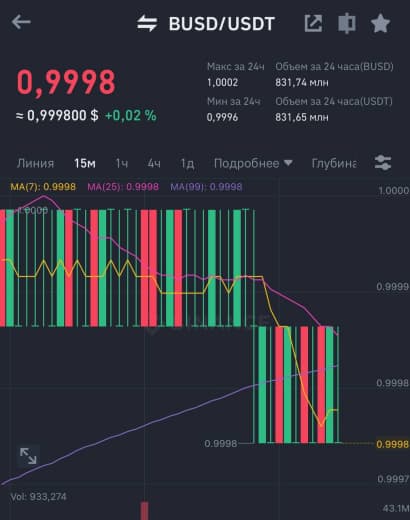 BUSD/USDT
0,9998
≈ 0,999800 $ +0,02 %
Макс за 24ч
1,0002
Объем за 24 часа(BUSD)
831,74 млн
Мин за 24ч
0,9996
Объем за 24 часа(USDT)
831,65 млн
Линия 15м 1ч 4ч 1д Подробнее Глубина
MA(7): 0.9998 MA(25): 0.9998 MA(99): 0.9998
1.0000
1.0000
0.9999
BINANCE
0.9998
0.9998
0.9998
0.9997
Vol: 933,274
43.1M